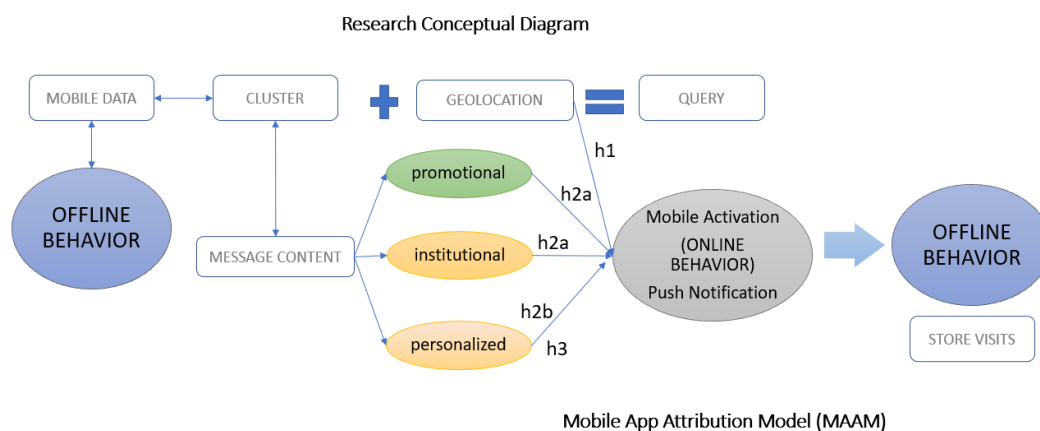 Research Conceptual Diagram
MOBILE DATA
CLUSTER
GEOLOCATION
QUERY
h1
promotional
h2a
OFFLINE
BEHAVIOR
Mobile Activation
(ONLINE
BEHAVIOR)
Push Notification
OFFLINE
BEHAVIOR
MESSAGE CONTENT
institutional
h2a
h2b
personalized
h3
STORE VISITS
Mobile App Attribution Model (MAAM)